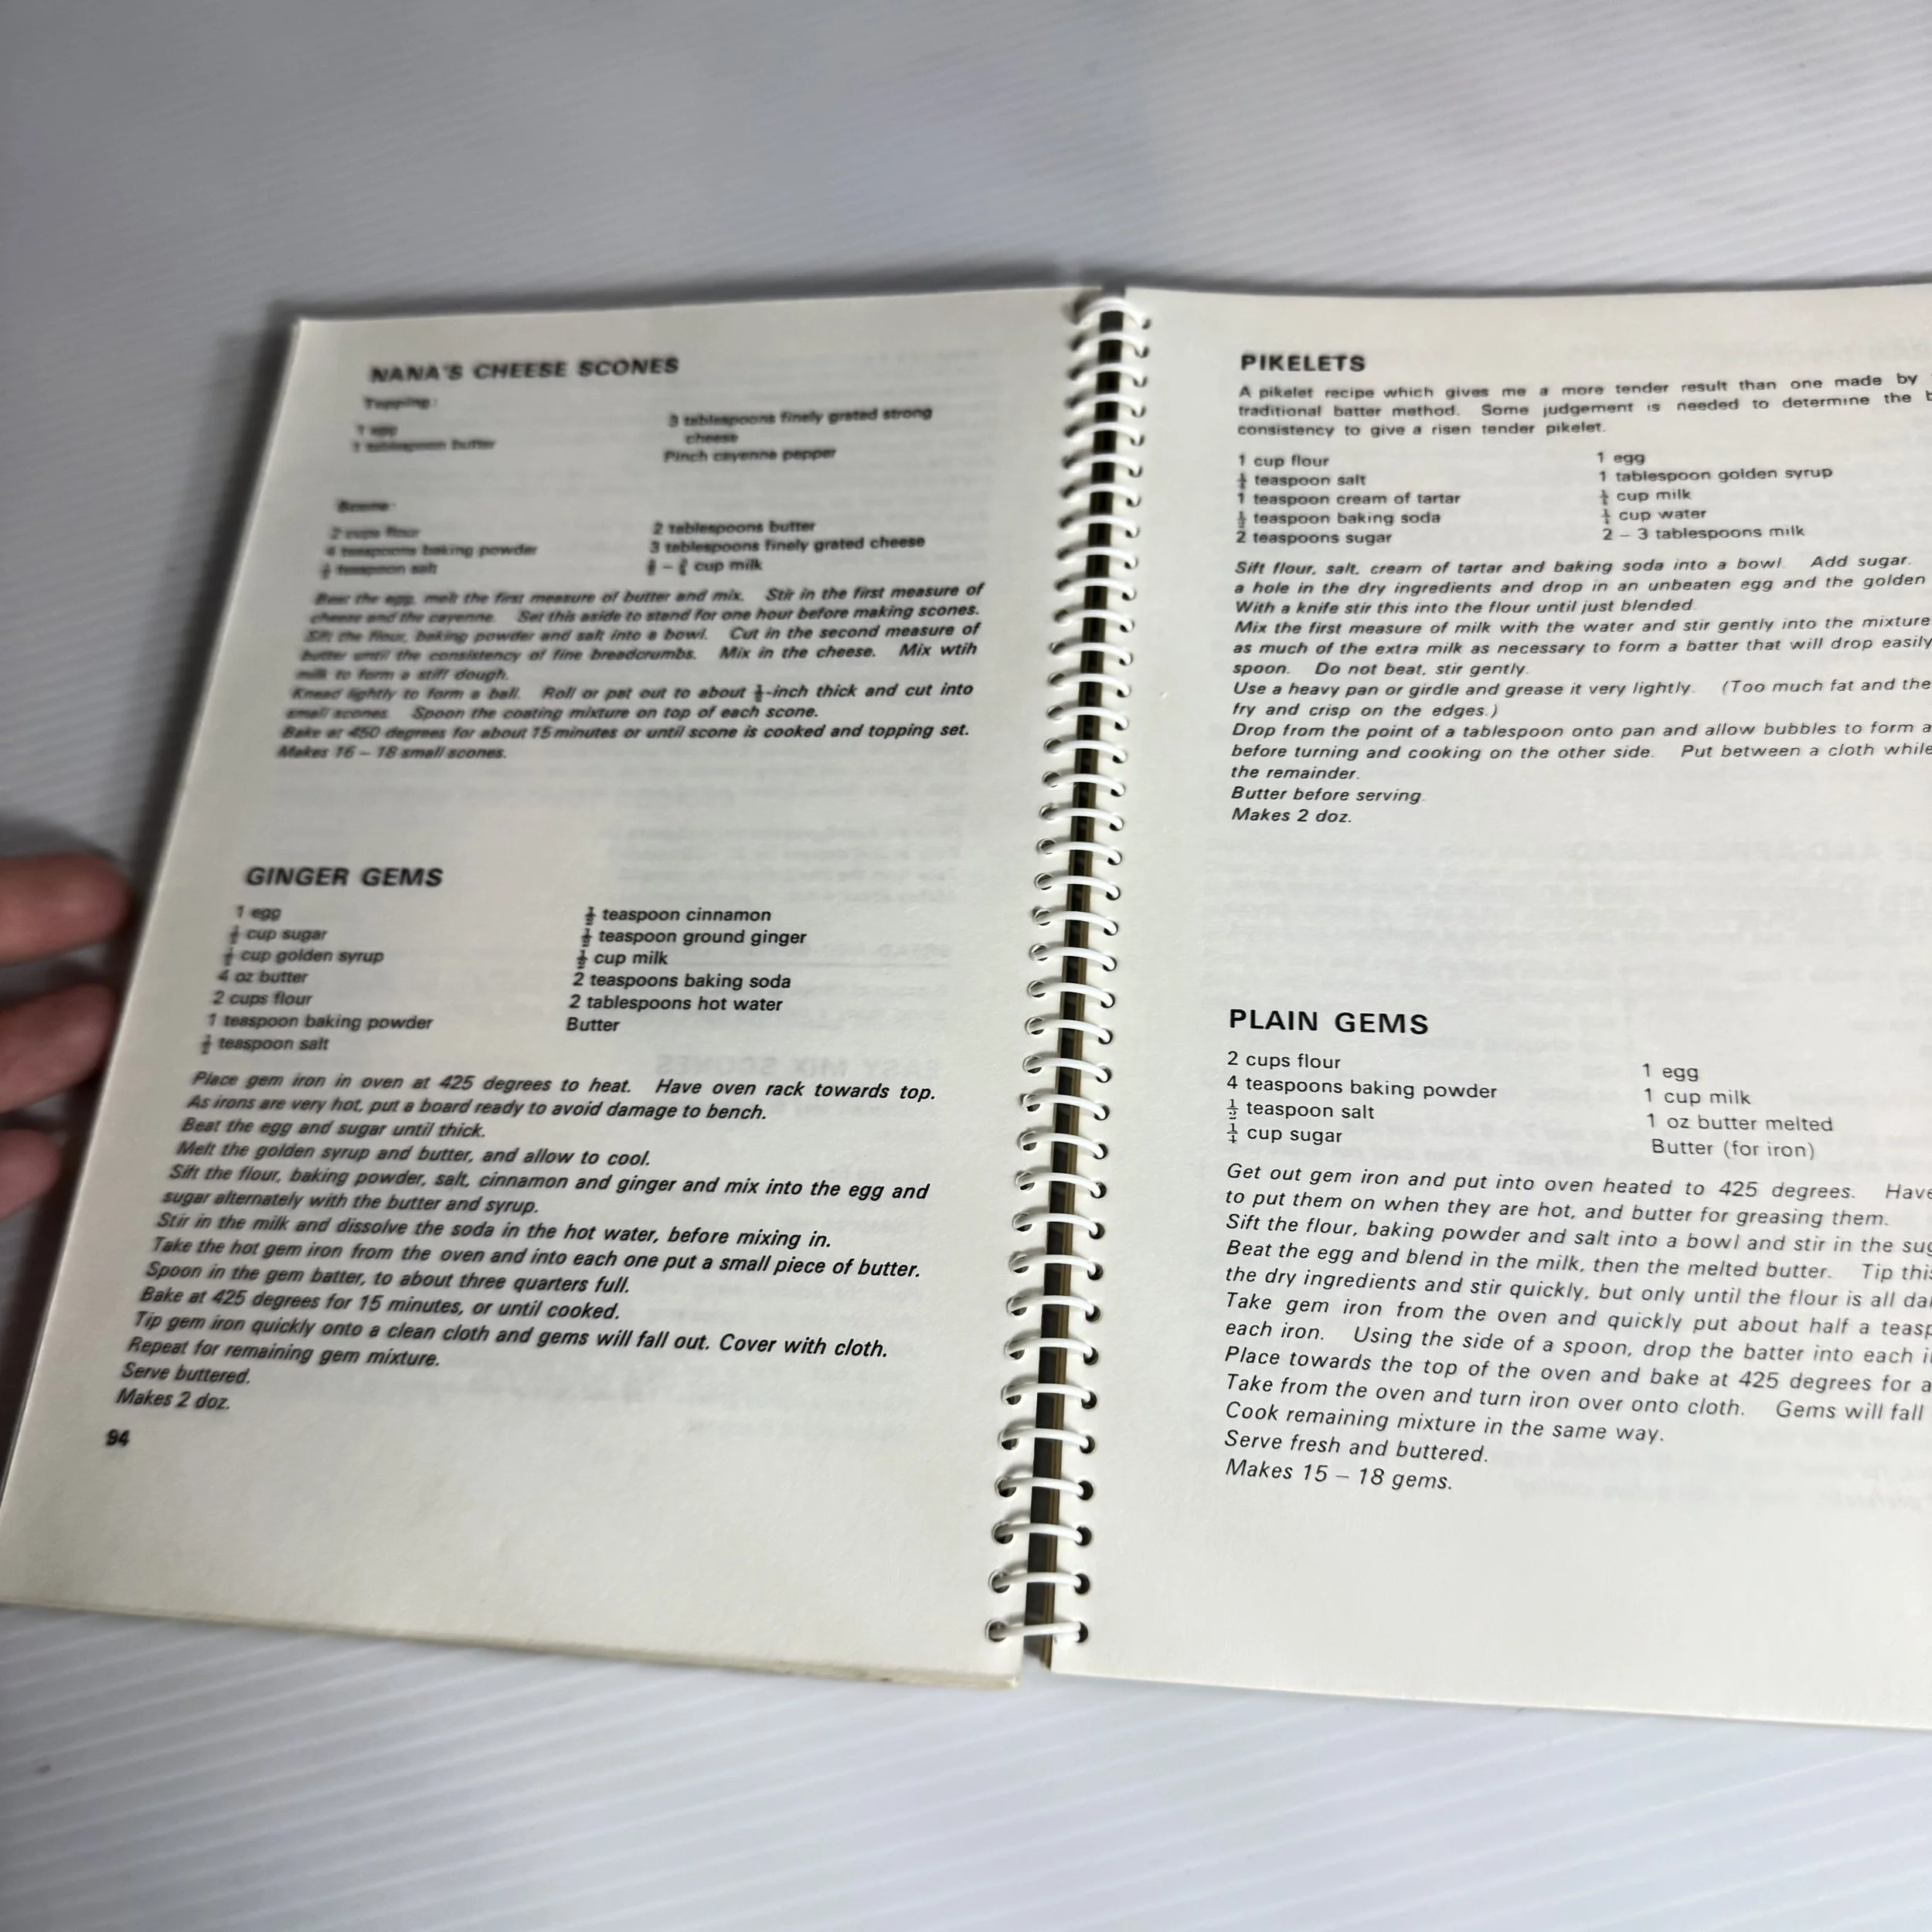 NANA'S CHEESE SCONES
Topping:
1 egg
1 tablespoon butter
3 tablespoons finely grated strong
cheese
Pinch cayenne pepper
Scone:
2 cups flour
4 teaspoons baking powder
teaspoon salt
2 tablespoons butter
3 tablespoons finely grated cheese
cup milk
Beat the egg, melt the first measure of butter and mix. Stir in the first measure of
cheese and the cayenne. Set this aside to stand for one hour before making scones.
Sift the flour, baking powder and salt into a bowl. Cut in the second measure of
butter until the consistency of fine breadcrumbs. Mix in the cheese. Mix wtih
milk to form a stiff dough.
Knead lightly to form a ball. Roll or pat out to about ½-inch thick and cut into
small scones. Spoon the coating mixture on top of each scone.
Bake at 450 degrees for about 15 minutes or until scone is cooked and topping set.
Makes 16 – 18 small scones.
GINGER GEMS
1 egg
cup sugar
cup golden syrup
4 oz butter
2 cups flour
1 teaspoon baking powder
½ teaspoon salt
½ teaspoon cinnamon
teaspoon ground ginger
½ cup milk
2 teaspoons baking soda
2 tablespoons hot water
Butter
Place gem iron in oven at 425 degrees to heat. Have oven rack towards top.
As irons are very hot, put a board ready to avoid damage to bench.
Beat the egg and sugar until thick.
Melt the golden syrup and butter, and allow to cool.
Sift the flour, baking powder, salt, cinnamon and ginger and mix into the egg and
sugar alternately with the butter and syrup.
Stir in the milk and dissolve the soda in the hot water, before mixing in.
Take the hot gem iron from the oven and into each one put a small piece of butter.
Spoon in the gem batter, to about three quarters full.
Bake at 425 degrees for 15 minutes, or until cooked.
Tip gem iron quickly onto a clean cloth and gems will fall out. Cover with cloth.
Repeat for remaining gem mixture.
Serve buttered.
Makes 2 doz.
94
PIKELETS
A pikelet recipe which gives me a more tender result than one made by
traditional batter method. Some judgement is needed to determine the
consistency to give a risen tender pikelet.
1 cup flour
¼ teaspoon salt
1 teaspoon cream of tartar
½ teaspoon baking soda
2 teaspoons sugar
1 egg
1 tablespoon golden syrup
¼ cup milk
¼ cup water
2 – 3 tablespoons milk
Sift flour, salt, cream of tartar and baking soda into a bowl. Add sugar.
a hole in the dry ingredients and drop in an unbeaten egg and the golden
With a knife stir this into the flour until just blended.
Mix the first measure of milk with the water and stir gently into the mixture
as much of the extra milk as necessary to form a batter that will drop easily
spoon. Do not beat, stir gently.
Use a heavy pan or girdle and grease it very lightly. (Too much fat and the
fry and crisp on the edges.)
Drop from the point of a tablespoon onto pan and allow bubbles to form
before turning and cooking on the other side. Put between a cloth while
the remainder.
Butter before serving.
Makes 2 doz.
PLAIN GEMS
2 cups flour
4 teaspoons baking powder
½ teaspoon salt
¼ cup sugar
1 egg
1 cup milk
1 oz butter melted
Butter (for iron)
Get out gem iron and put into oven heated to 425 degrees. Have
to put them on when they are hot, and butter for greasing them.
Sift the flour, baking powder and salt into a bowl and stir in the
Beat the egg and blend in the milk, then the melted butter. Tip
the dry ingredients and stir quickly, but only until the flour is all
Take gem iron from the oven and quickly put about half a
each iron. Using the side of a spoon, drop the batter into each
Place towards the top of the oven and bake at 425 degrees for
Take from the oven and turn iron over onto cloth. Gems will fall
Cook remaining mixture in the same way.
Serve fresh and buttered.
Makes 15 – 18 gems.